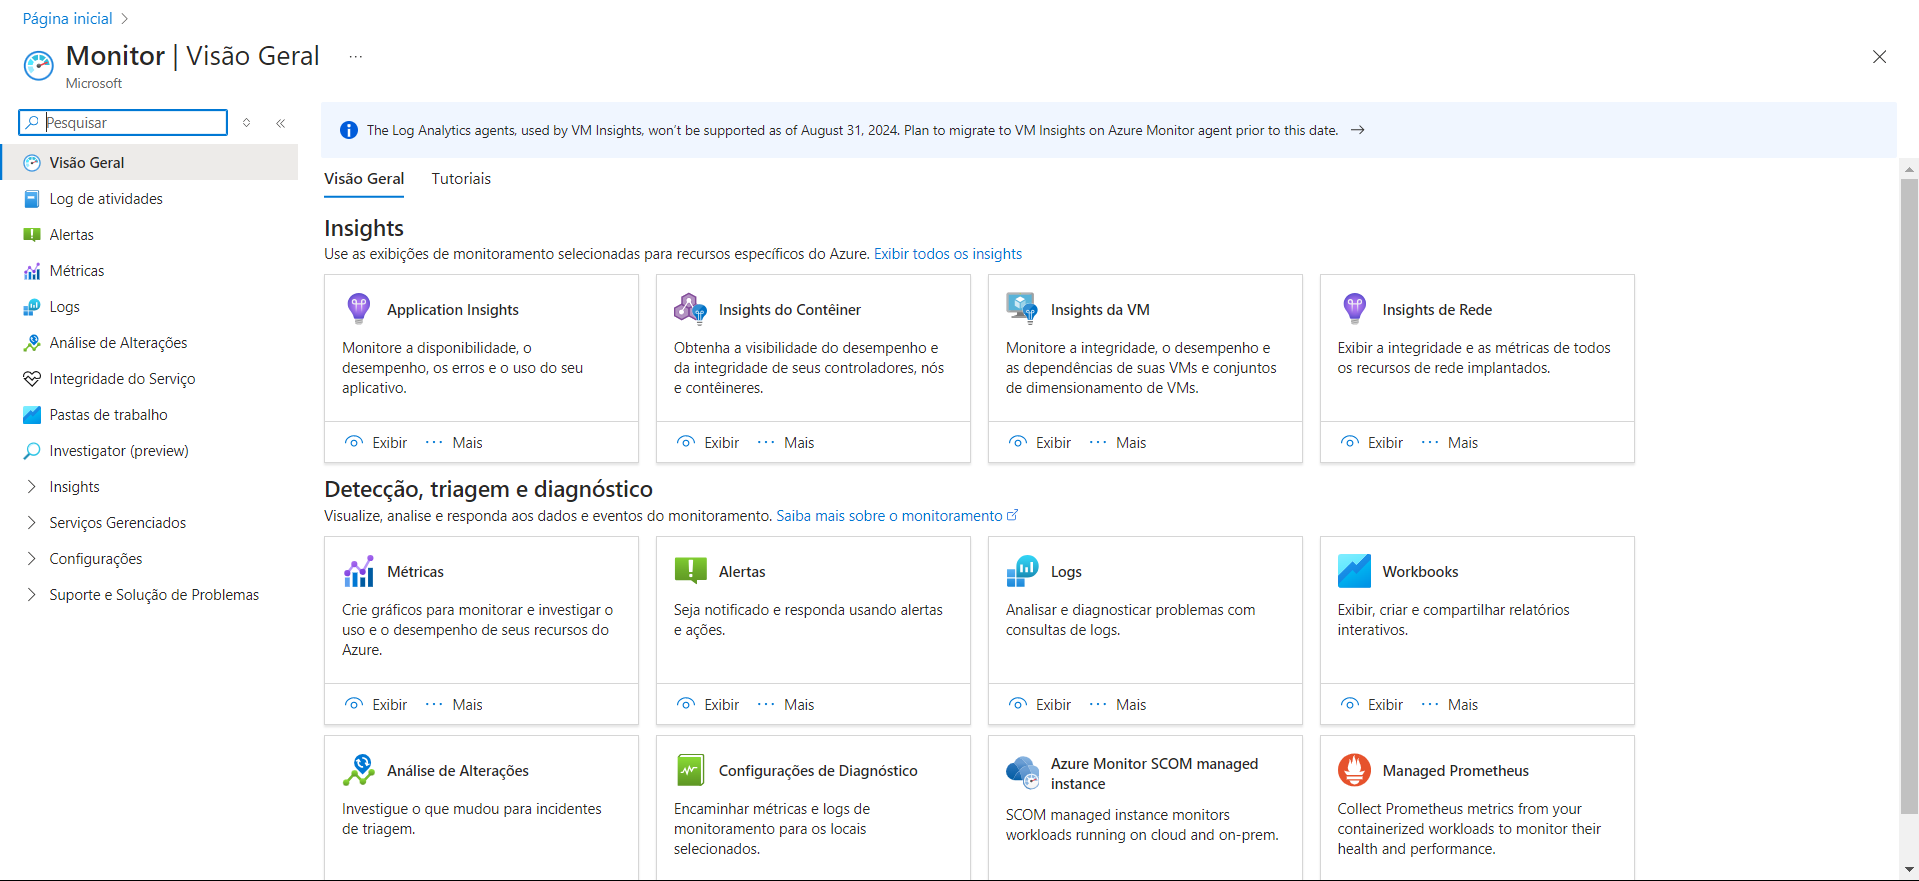 Página inicial
Monitor | Visão Geral
Microsoft
Pesquisar
Visão Geral
Log de atividades
Alertas
Métricas
Logs
Análise de Alterações
Integridade do Serviço
Pastas de trabalho
Investigator (preview)
Insights
Serviços Gerenciados
Configurações
Suporte e Solução de Problemas
The Log Analytics agents, used by VM Insights, won't be supported as of August 31, 2024. Plan to migrate to VM Insights on Azure Monitor agent prior to this date.
Visão Geral Tutoriais
Insights
Use as exibições de monitoramento selecionadas para recursos específicos do Azure. Exibir todos os insights
Application Insights
Monitore a disponibilidade, o
desempenho, os erros e o uso do seu
aplicativo.
Exibir ··· Mais
Insights do Contêiner
Obtenha a visibilidade do desempenho e
da integridade de seus controladores, nós
e contêineres.
Exibir ··· Mais
Insights da VM
Monitore a integridade, o desempenho e
as dependências de suas VMs e conjuntos
de dimensionamento de VMs.
Exibir ··· Mais
Insights de Rede
Exibir a integridade e as métricas de todos
os recursos de rede implantados.
Exibir ··· Mais
Detecção, triagem e diagnóstico
Visualize, analise e responda aos dados e eventos do monitoramento. Saiba mais sobre o monitoramento
Métricas
Crie gráficos para monitorar e investigar o
uso e o desempenho de seus recursos do
Azure.
Exibir ··· Mais
Alertas
Seja notificado e responda usando alertas
e ações.
Exibir ··· Mais
Logs
Analisar e diagnosticar problemas com
consultas de logs.
Exibir ··· Mais
Workbooks
Exibir, criar e compartilhar relatórios
interativos.
Exibir ··· Mais
Análise de Alterações
Investigue o que mudou para incidentes
de triagem.
Configurações de Diagnóstico
Encaminhar métricas e logs de
monitoramento para os locais
selecionados.
Azure Monitor SCOM managed
instance
SCOM managed instance monitors
workloads running on cloud and on-prem.
Managed Prometheus
Collect Prometheus metrics from your
containerized workloads to monitor their
health and performance.